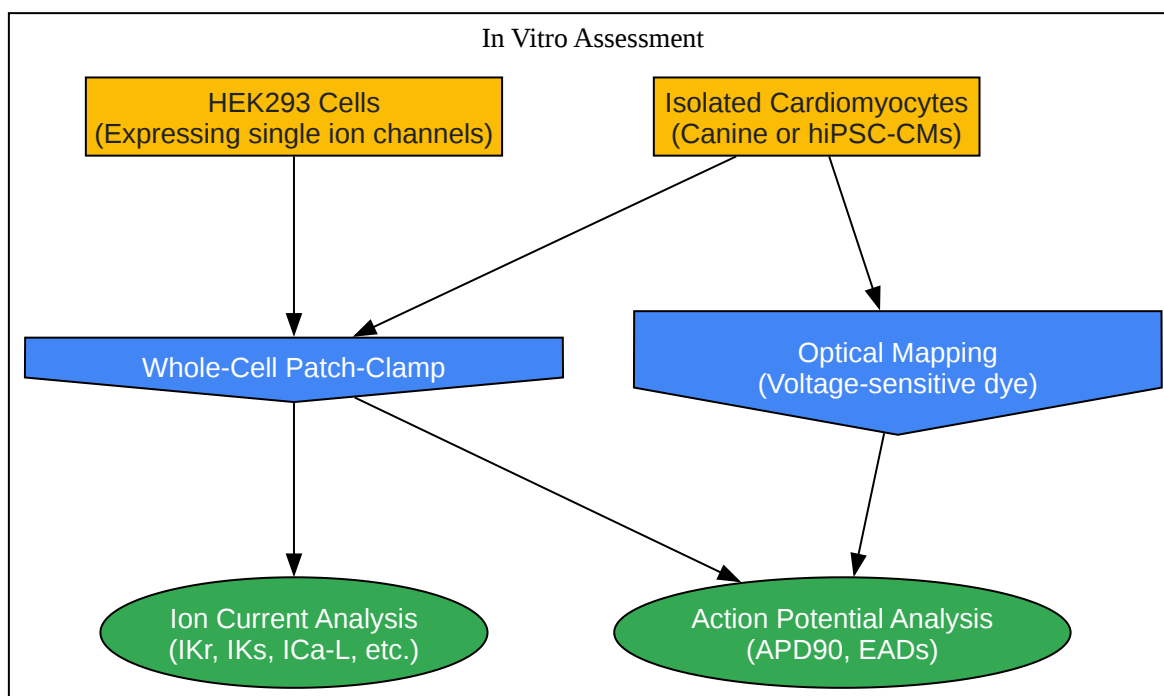 In Vitro Assessment
HEK293 Cells
(Expressing single ion channels)
Isolated Cardiomyocytes
(Canine or hiPSC-CMs)
Whole-Cell Patch-Clamp
Optical Mapping
(Voltage-sensitive dye)
Ion Current Analysis
(IKr, IKs, ICa-L, etc.)
Action Potential Analysis
(APD90, EADs)